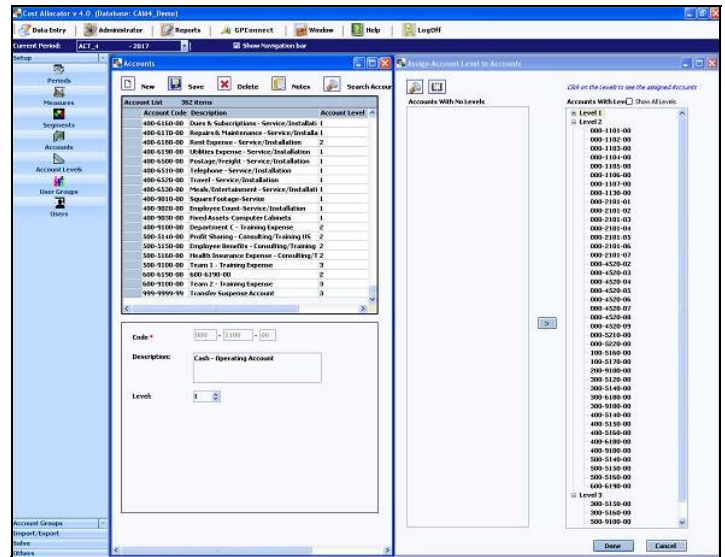 Cost Allocator v 4.0 (Database: CAM4_Demo)
Data Entry
Administrator
Reports
GPConnect
Window
Help
LogOff
Current Period: ACT_4 - 2017
Show Navigation bar
Setup
Periods
Measures
Segments
Accounts
Account Levels
User Groups
Users
Account Groups
Import/Export
Solve
Others
Accounts
New
Save
Delete
Notes
Search Accour
Account List 362 items
Account Code Description Account Level
400-6160-00 Dues & Subscriptions - Service/Installati 1
400-6170-00 Repairs & Maintenance - Service/Installa 1
400-6180-00 Rent Expense - Service/Installation 2
400-6190-00 Utilities Expense - Service/Installation 1
400-6500-00 Postage/Freight - Service/Installation 1
400-6510-00 Telephone - Service/Installation 1
400-6520-00 Travel - Service/Installation 1
400-6530-00 Meals/Entertainment - Service/Installati 1
400-9010-00 Square Footage-Service 1
400-9020-00 Employee Count-Service/Installation 1
400-9030-00 Fixed Assets-Computer Cabinets 1
400-9100-00 Department C - Training Expense 2
500-5140-00 Profit Sharing - Consulting/Training US 2
500-5150-00 Employee Benefits - Consulting/Training 2
500-5160-00 Health Insurance Expense - Consulting/T 2
500-9100-00 Team 1 - Training Expense 3
600-6190-00 600-6190-00 2
600-9100-00 Team 2 - Training Expense 3
999-9999-99 Transfer Suspense Account 3
Code * 000 - 1100 - 00
Description: Cash - Operating Account
Level:
Assign Account Level to Accounts
Click on the Levels to see the assigned Accounts
Accounts With No Levels
Accounts With Leve
Show All Levels
>
Level 1
Level 2
000-1101-00
000-1102-00
000-1103-00
000-1104-00
000-1105-00
000-1106-00
000-1107-00
000-1130-00
000-2101-01
000-2101-02
000-2101-03
000-2101-04
000-2101-05
000-2101-06
000-2101-07
000-4520-02
000-4520-03
000-4520-04
000-4520-05
000-4520-06
000-4520-07
000-4520-08
000-4520-09
000-5210-00
000-5220-00
100-5160-00
100-5170-00
200-9100-00
300-5120-00
300-5140-00
300-6180-00
300-9100-00
400-5140-00
400-5150-00
400-5160-00
400-6180-00
400-9100-00
500-5140-00
500-5150-00
500-5160-00
600-6190-00
Level 3
300-5150-00
300-5160-00
500-9100-00
Done
Cancel